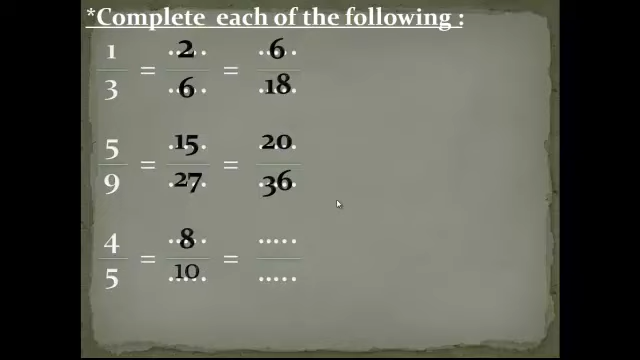 *Complete each of the following :
1/3 = 2/6 = 6/18
5/9 = 15/27 = 20/36
4/5 = 8/10 = ...../.....